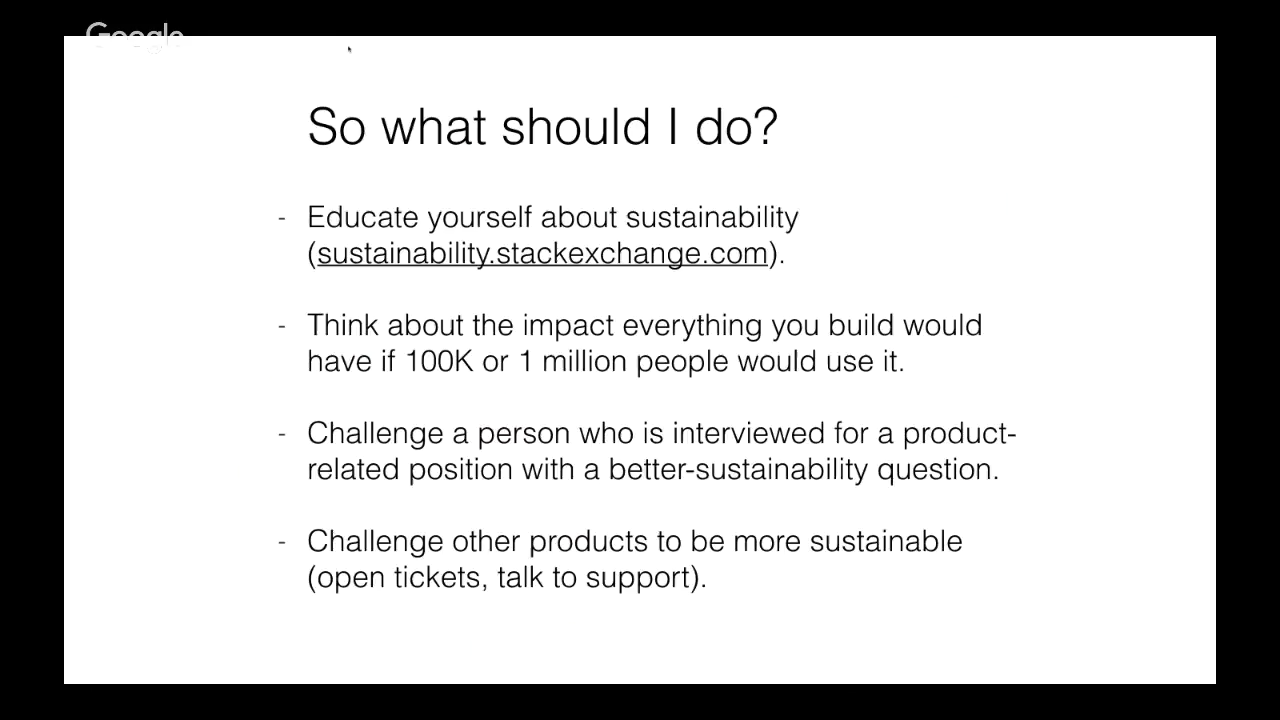 Google
So what should I do?
- Educate yourself about sustainability
(sustainability.stackexchange.com).
- Think about the impact everything you build would
have if 100K or 1 million people would use it.
- Challenge a person who is interviewed for a product-
related position with a better-sustainability question.
- Challenge other products to be more sustainable
(open tickets, talk to support).